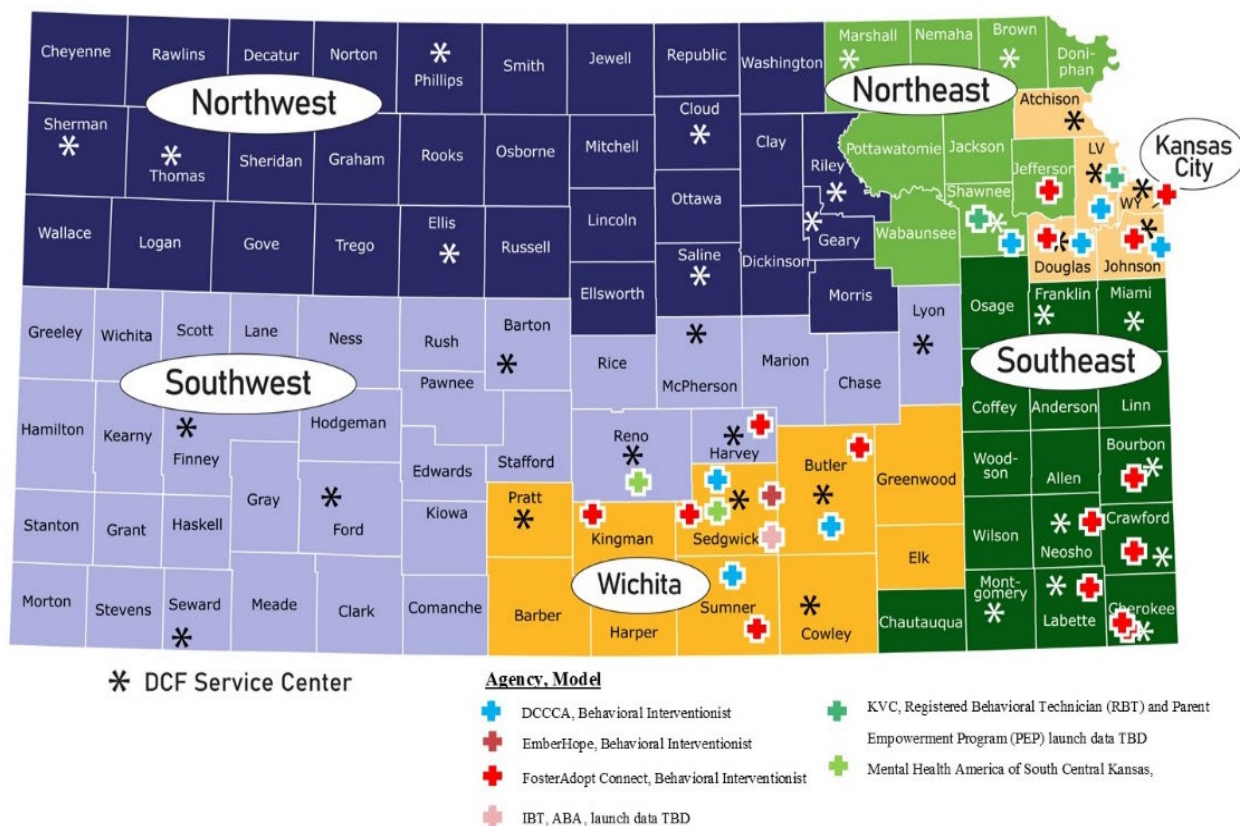 Cheyenne
Rawlins
Decatur
Norton
Phillips
Smith
Jewell
Republic
Washington
Marshall
Nemaha
Brown
Doni-
phan
Northwest
Northeast
Sherman
Thomas
Sheridan
Graham
Rooks
Osborne
Mitchell
Cloud
Clay
Riley
Pottawatomie
Jackson
Atchison
Jefferson
LV
Kansas
City
WY
Wallace
Logan
Gove
Trego
Ellis
Russell
Lincoln
Ottawa
Saline
Dickinson
Geary
Wabaunsee
Shawnee
Douglas
Johnson
Ellsworth
Morris
Greeley
Wichita
Scott
Lane
Ness
Rush
Barton
Rice
McPherson
Marion
Chase
Lyon
Osage
Franklin
Miami
Southwest
Southeast
Pawnee
Hamilton
Kearny
Finney
Hodgeman
Stafford
Reno
Harvey
Butler
Greenwood
Coffey
Anderson
Linn
Gray
Ford
Edwards
Kiowa
Pratt
Kingman
Sedgwick
Wood-
son
Allen
Bourbon
Stanton
Grant
Haskell
Elk
Wilson
Neosho
Crawford
Wichita
Morton
Stevens
Seward
Meade
Clark
Comanche
Barber
Harper
Sumner
Cowley
Chautauqua
Mont-
gomery
Labette
Cherokee
* DCF Service Center
Agency, Model
DCCCA, Behavioral Interventionist
EmberHope, Behavioral Interventionist
FosterAdopt Connect, Behavioral Interventionist
IBT, ABA, launch data TBD
KVC, Registered Behavioral Technician (RBT) and Parent
Empowerment Program (PEP) launch data TBD
Mental Health America of South Central Kansas,